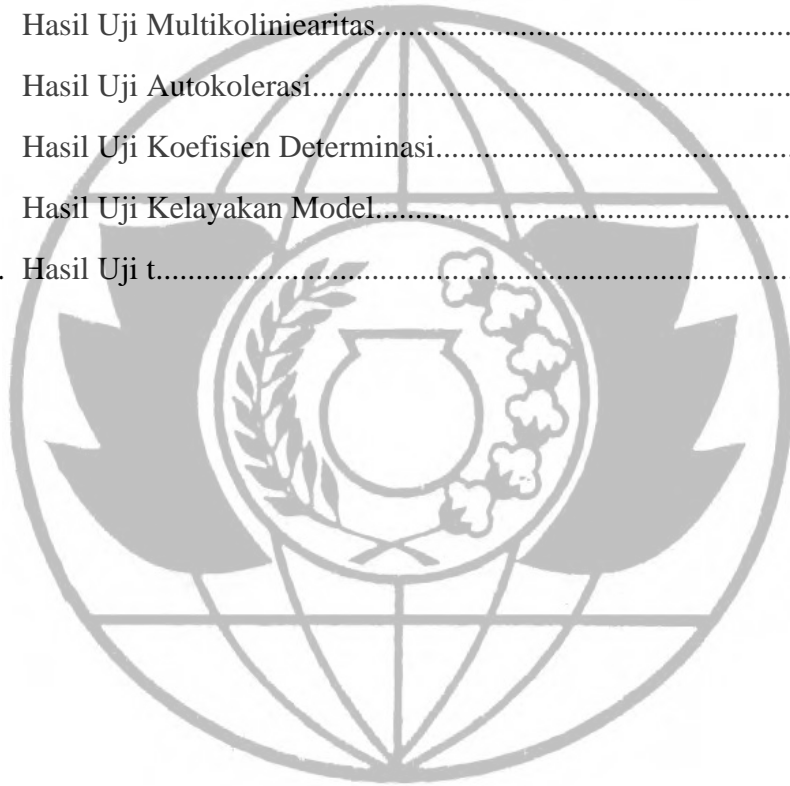 Hasil Uji Multikoliniearitas..........................................
Hasil Uji Autokolerasi..................................................
Hasil Uji Koefisien Determinasi...................................
Hasil Uji Kelayakan Model..........................................
. Hasil Uji t.....................................................................